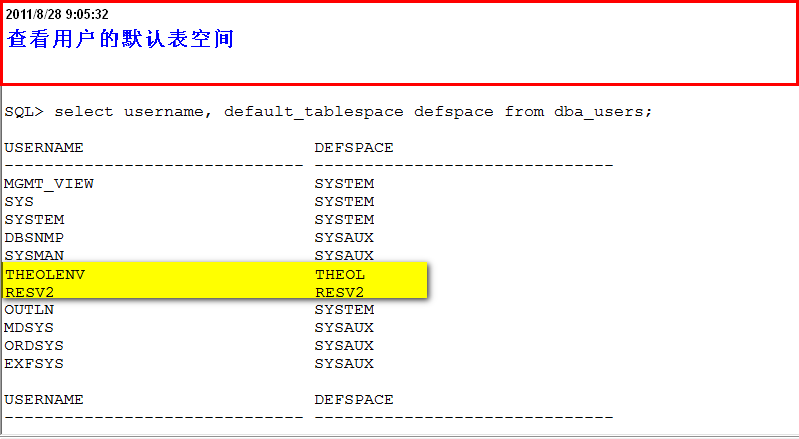 2011/8/28 9:05:32
查看用户的默认表空间
SQL> select username, default_tablespace defspace from dba_users;
USERNAME                       DEFSPACE
------------------------------ ------------------------------
MGMT_VIEW                      SYSTEM
SYS                            SYSTEM
SYSTEM                         SYSTEM
DBSNMP                         SYSAUX
SYSMAN                         SYSAUX
THEOLENV                       THEOL
RESV2                          RESV2
OUTLN                          SYSTEM
MDSYS                          SYSAUX
ORDSYS                         SYSAUX
EXFSYS                         SYSAUX
USERNAME                       DEFSPACE
------------------------------ ------------------------------